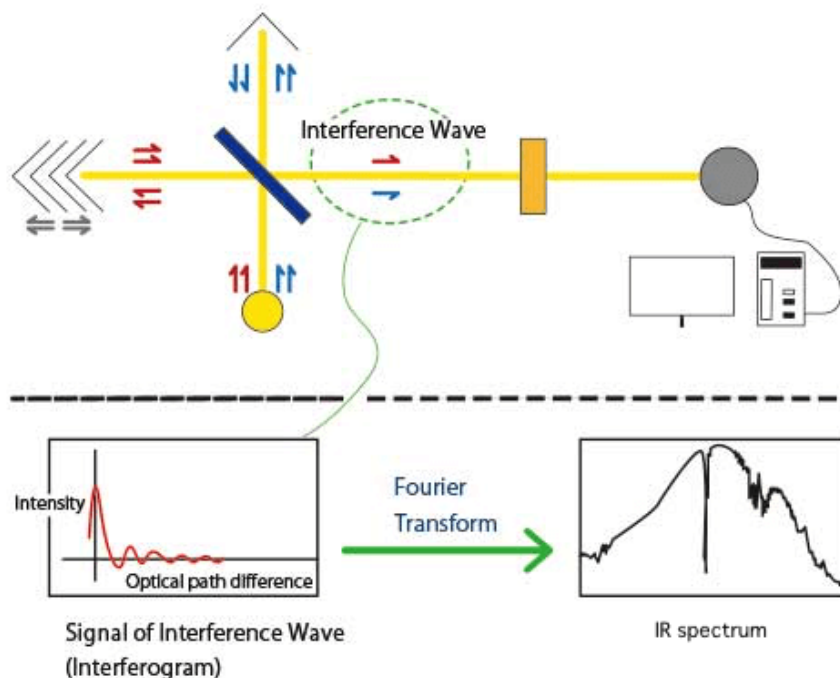 Interference Wave
Intensity
Optical path difference
Fourier
Transform
Signal of Interference Wave
(Interferogram)
IR spectrum